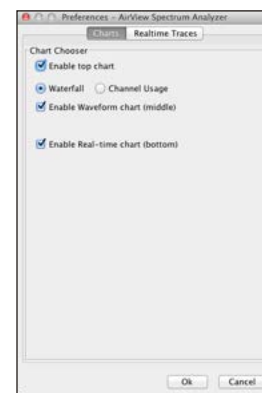 Preferences - AirView Spectrum Analyzer
Charts Realtime Traces
Chart Chooser
Enable top chart
Waterfall Channel Usage
Enable Waveform chart (middle)
Enable Real-time chart (bottom)
Ok Cancel